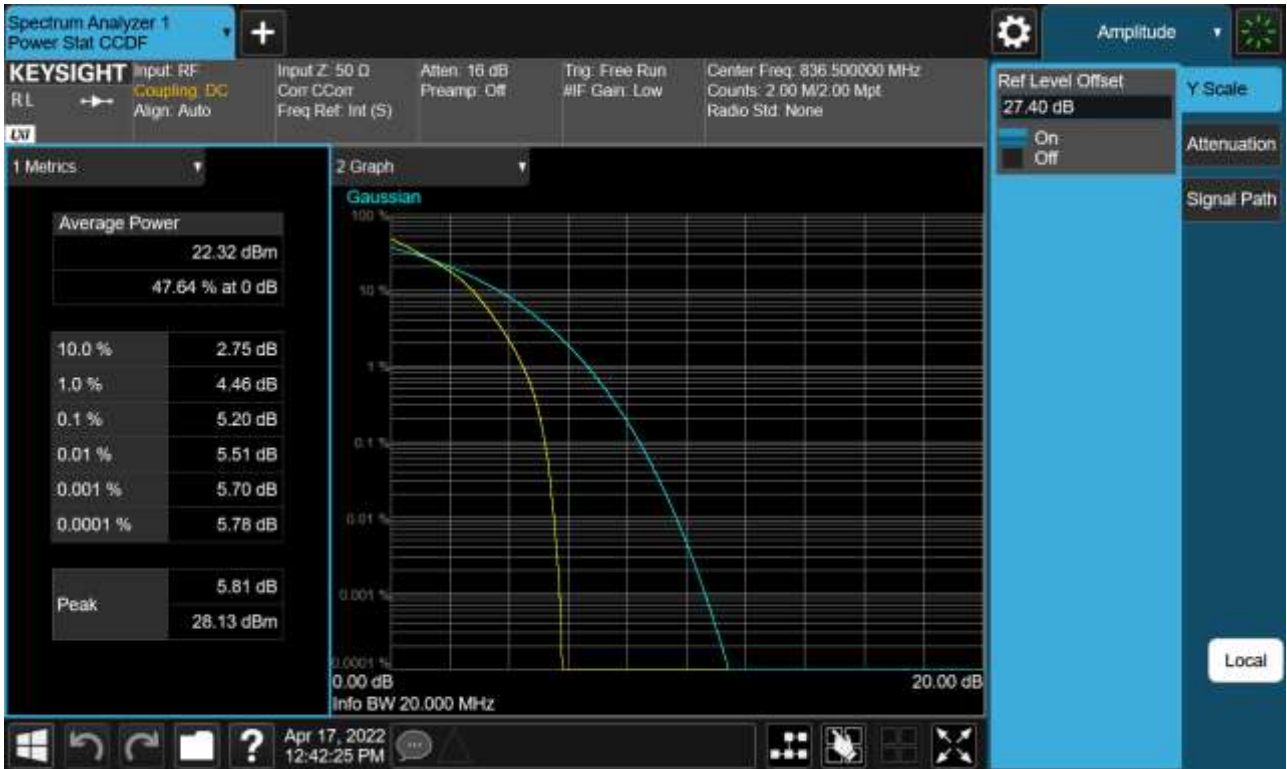 Spectrum Analyzer 1
Power Stat CCDF
+
Amplitude
KEYSIGHT
RL
LXI
Input: RF
Coupling: DC
Align: Auto
Input Z: 50 Ω
Corr CCorr
Freq Ref: Int (S)
Atten: 16 dB
Preamp: Off
Trig: Free Run
#IF Gain: Low
Center Freq: 836.500000 MHz
Counts: 2.00 M/2.00 Mpt
Radio Std: None
Ref Level Offset
27.40 dB
On
Off
Y Scale
Attenuation
Signal Path
Local
1 Metrics
Average Power
22.32 dBm
47.64 % at 0 dB
10.0 % 2.75 dB
1.0 % 4.46 dB
0.1 % 5.20 dB
0.01 % 5.51 dB
0.001 % 5.70 dB
0.0001 % 5.78 dB
Peak
5.81 dB
28.13 dBm
2 Graph
Gaussian
100 %
10 %
1 %
0.1 %
0.01 %
0.001 %
0.0001 %
0.00 dB 20.00 dB
Info BW 20.000 MHz
?
Apr 17, 2022
12:42:25 PM